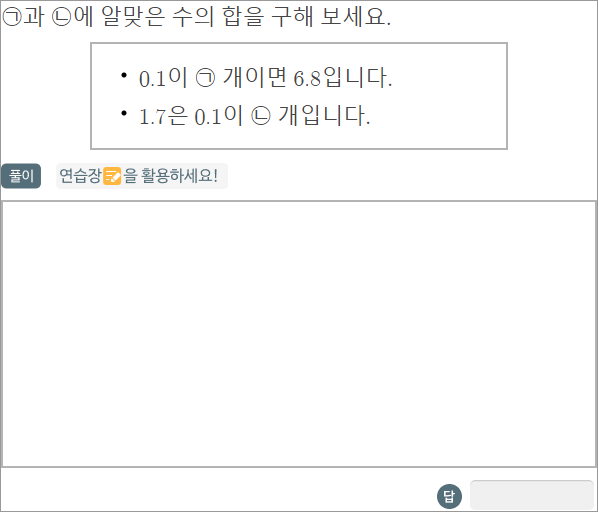 ㉠과 ㉡에 알맞은 수의 합을 구해 보세요.
• 0.1이 ㉠ 개이면 6.8입니다.
• 1.7은 0.1이 ㉡ 개입니다.
풀이 연습장을 활용하세요!
답